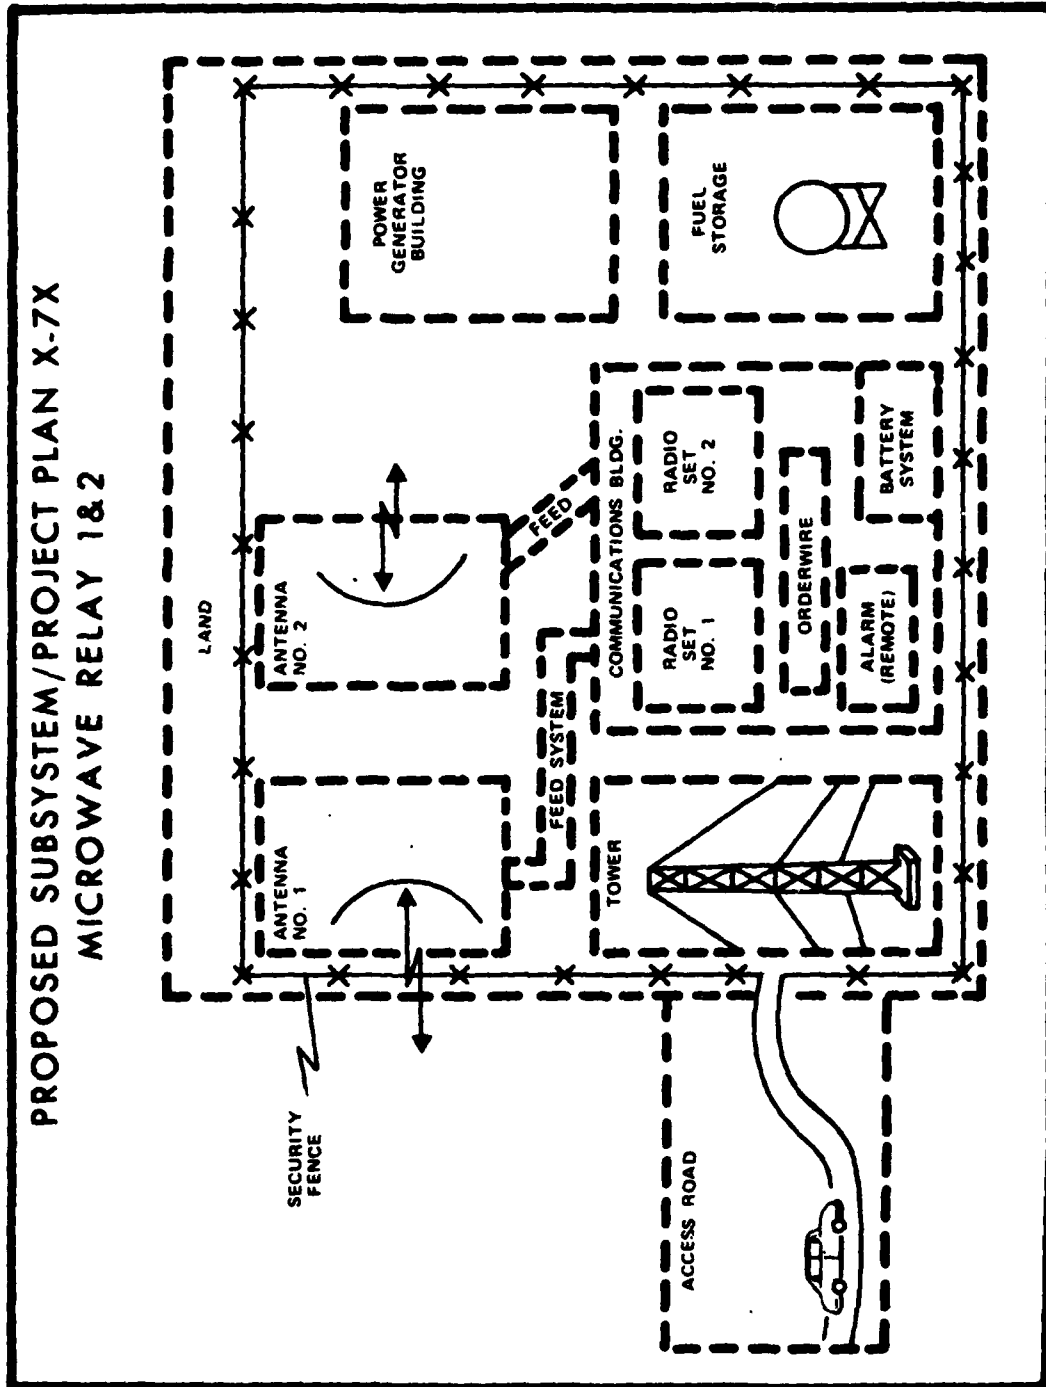 PROPOSED SUBSYSTEM/PROJECT PLAN X-7X
MICROWAVE RELAY 1&2
LAND
SECURITY
FENCE
ANTENNA
NO. 1
ANTENNA
NO. 2
POWER
GENERATOR
BUILDING
FEED SYSTEM
FEED
TOWER
COMMUNICATIONS BLDG.
RADIO
SET
NO. 1
RADIO
SET
NO. 2
ORDERWIRE
ALARM
(REMOTE)
BATTERY
SYSTEM
FUEL
STORAGE
ACCESS ROAD